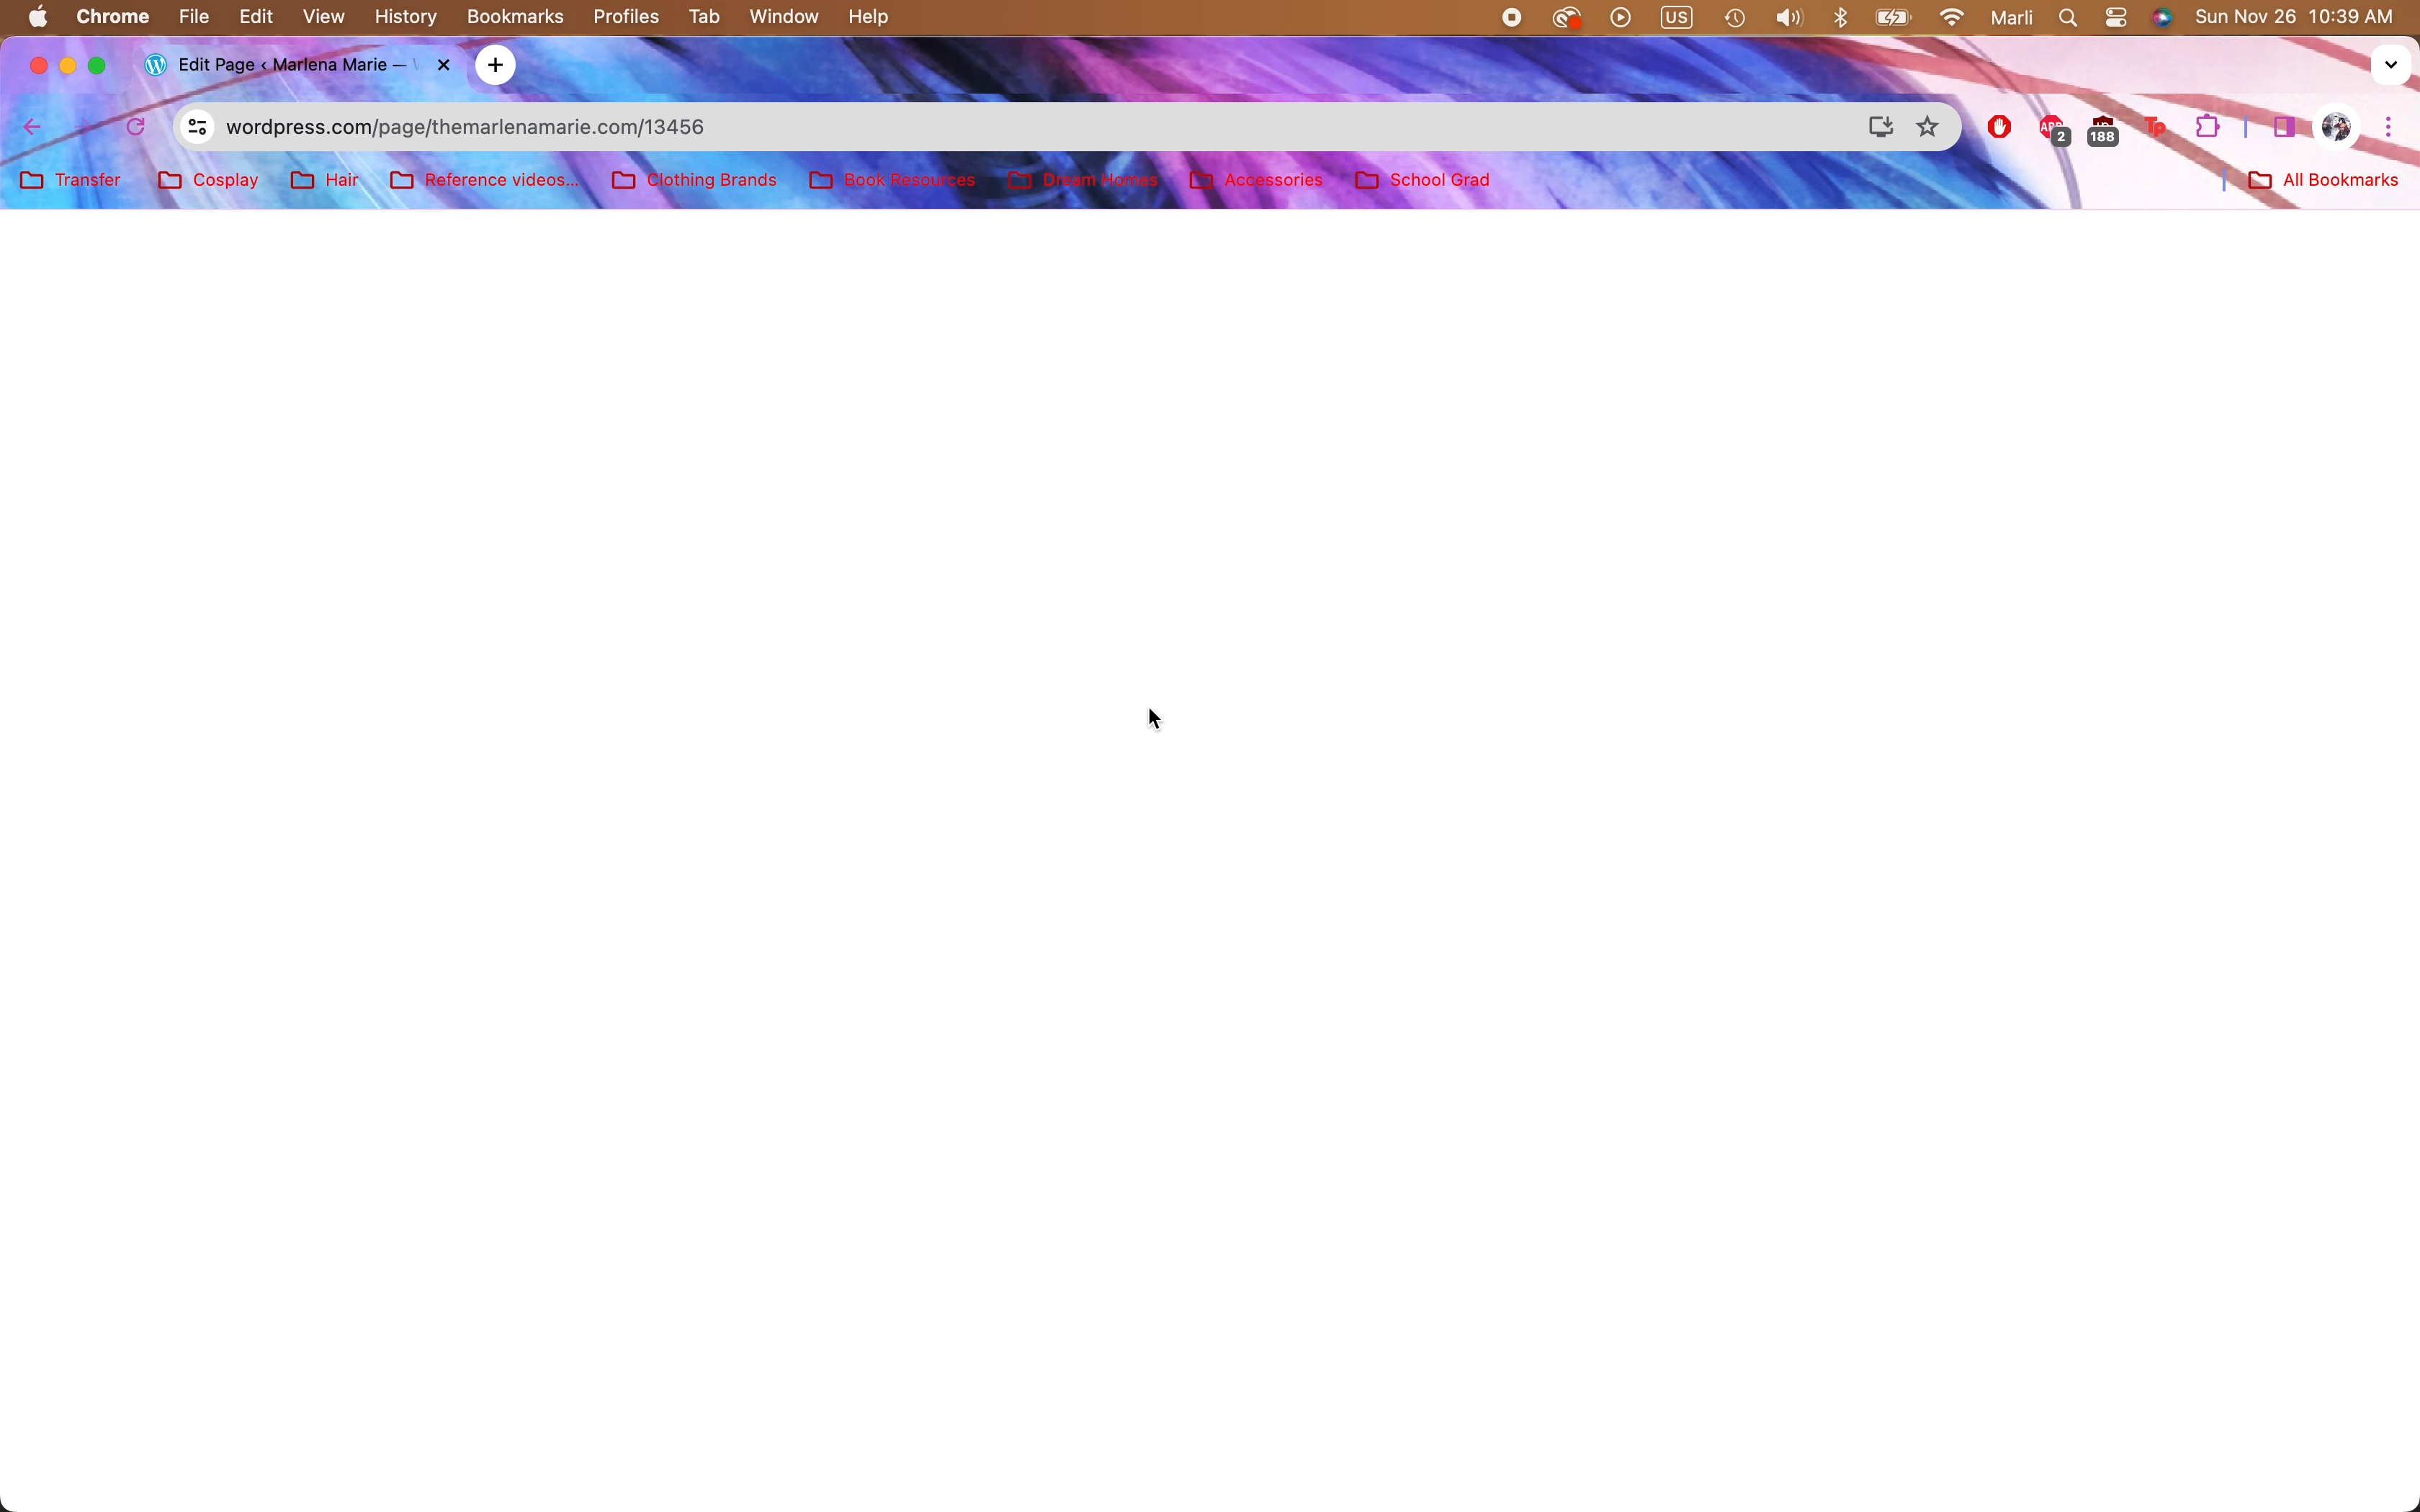 Chrome File Edit View History Bookmarks Profiles Tab Window Help US Marli Sun Nov 26 10:39 AM
Edit Page ‹ Marlena Marie —
wordpress.com/page/themarlenamarie.com/13456 ABP 2 188 Tp
Transfer Cosplay Hair Reference videos... Clothing Brands Book Resources Dream Homes Accessories School Grad All Bookmarks